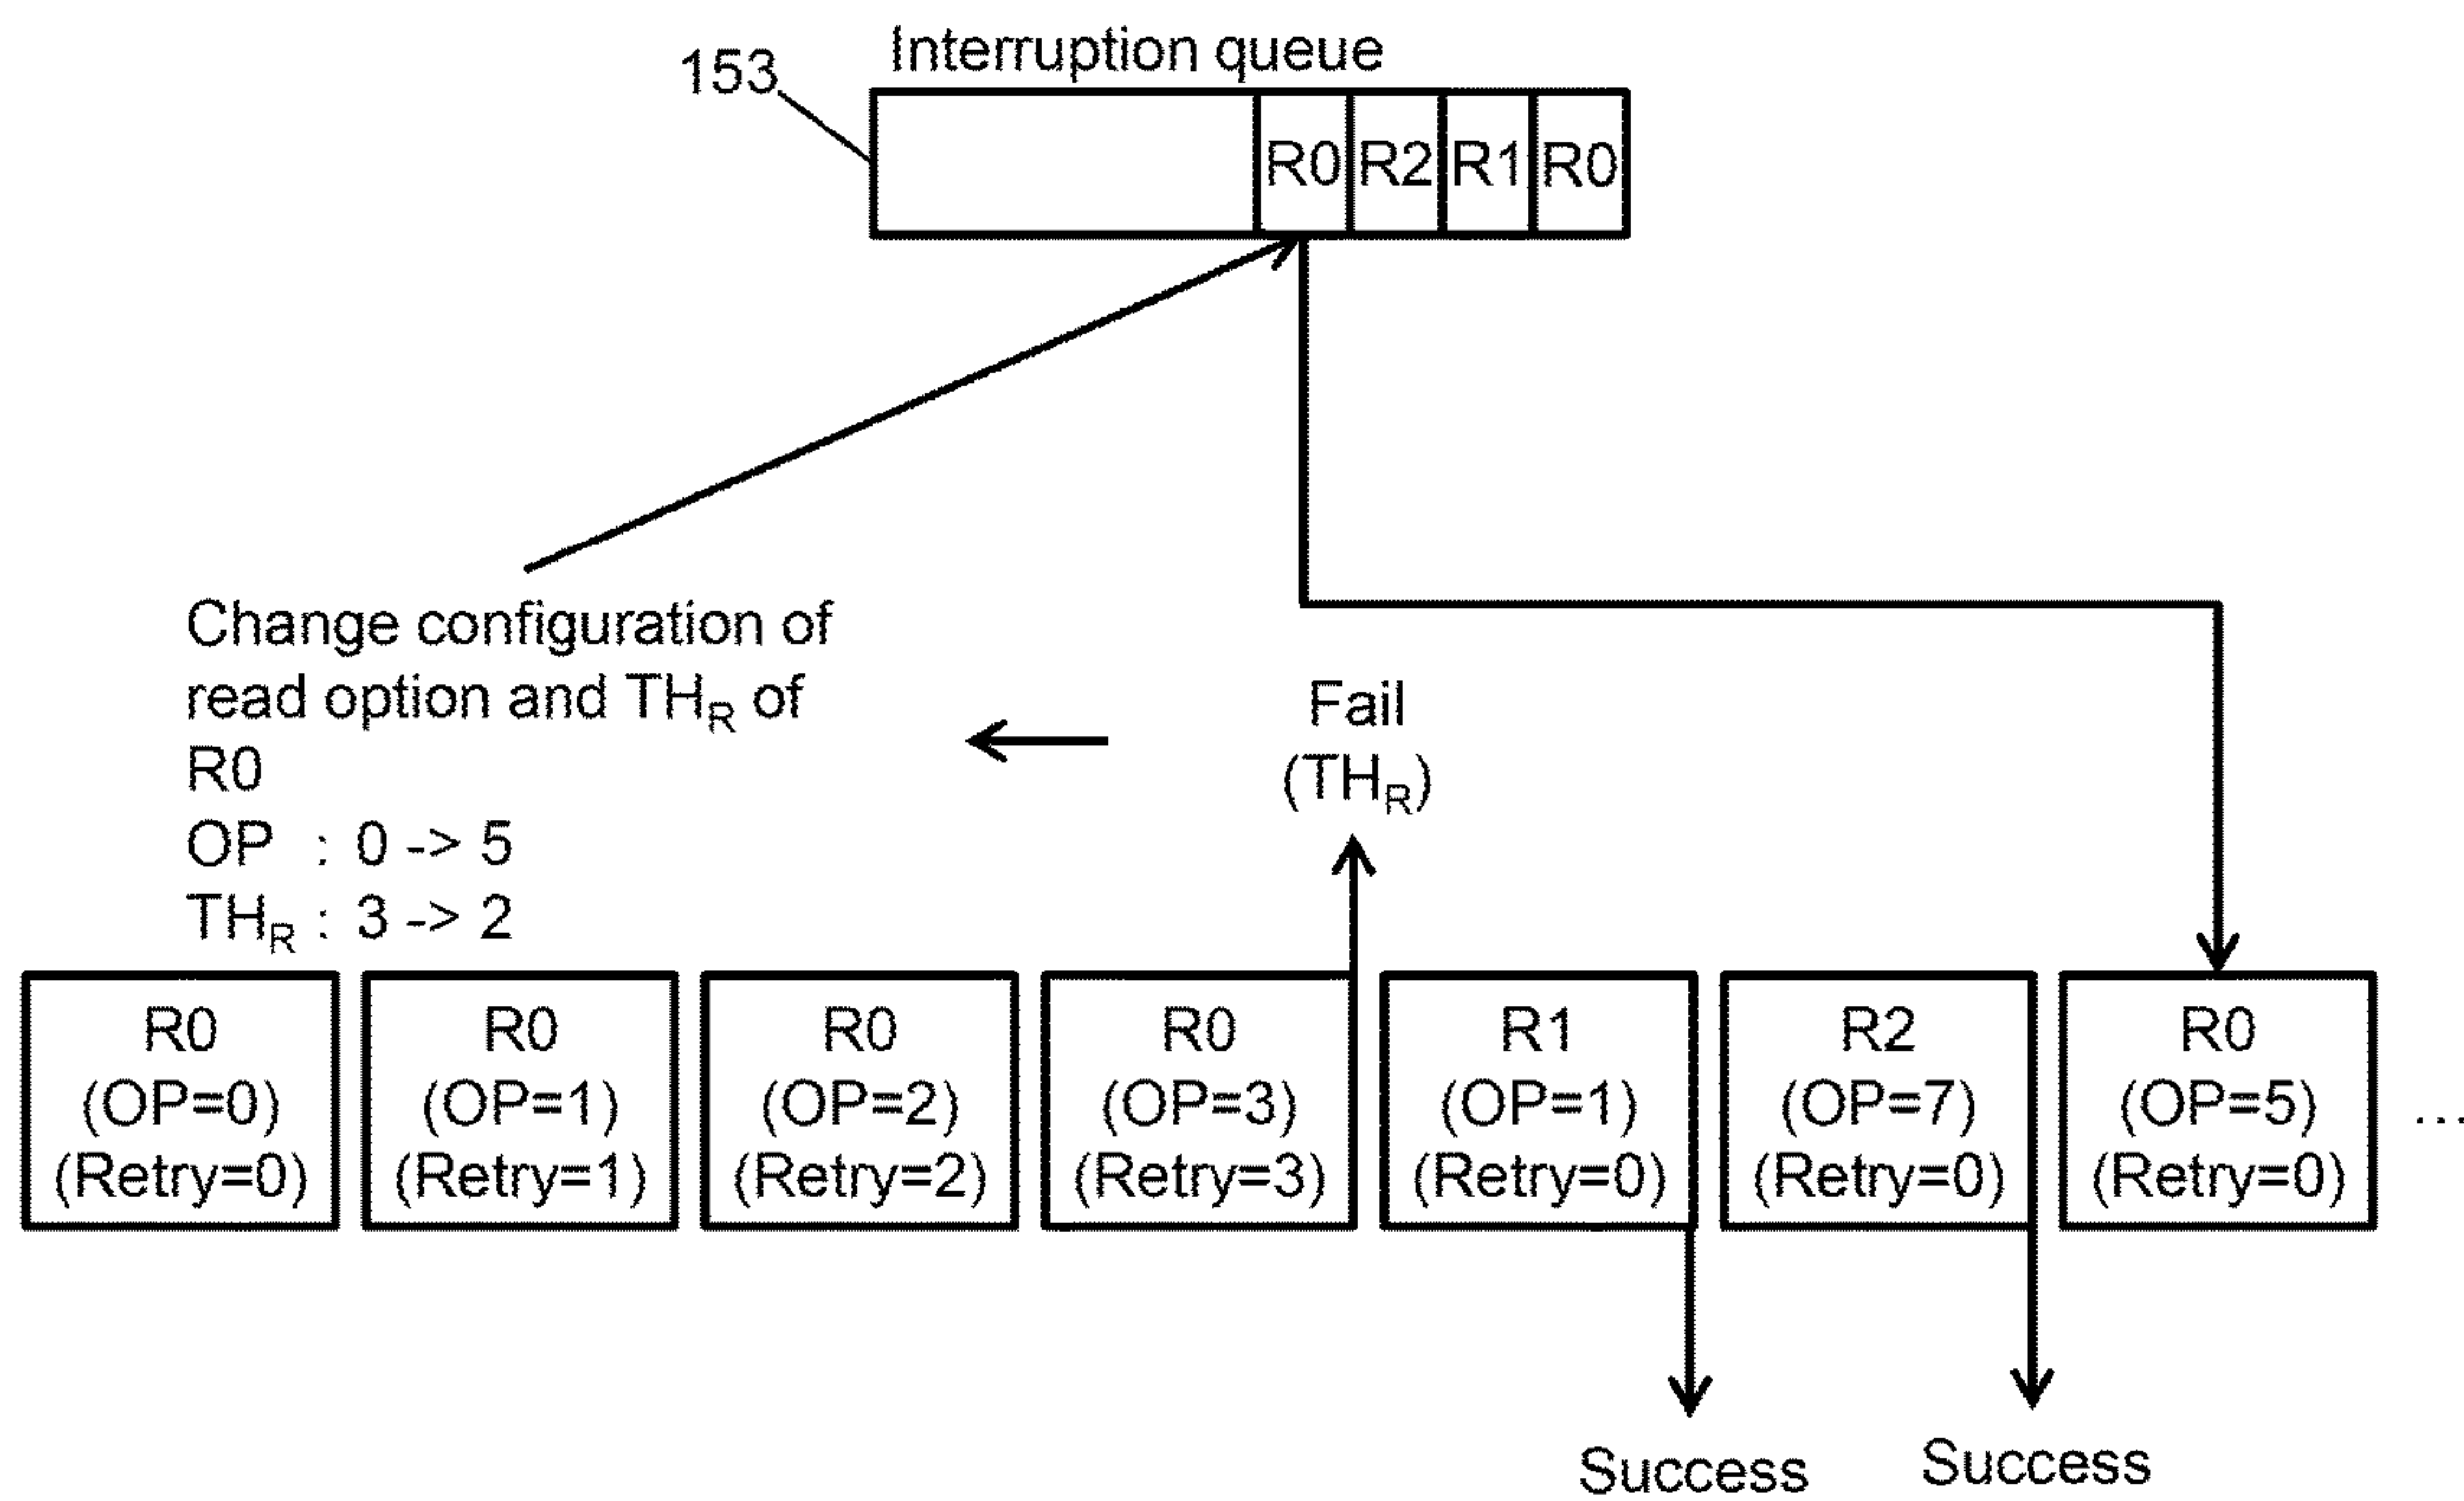 Interruption queue
153
R0 R2 R1 R0
Change configuration of
read option and THR of
R0
OP : 0 -> 5
THR : 3 -> 2
Fail
(THR)
R0
(OP=0)
(Retry=0)
R0
(OP=1)
(Retry=1)
R0
(OP=2)
(Retry=2)
R0
(OP=3)
(Retry=3)
R1
(OP=1)
(Retry=0)
R2
(OP=7)
(Retry=0)
R0
(OP=5)
(Retry=0)
...
Success
Success